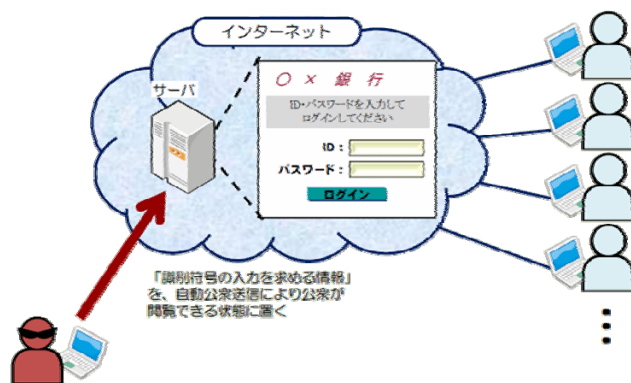 インターネット
サーバ
○ × 銀 行
ID・パスワードを入力して
ログインしてください
ID：
パスワード：
ログイン
「識別符号の入力を求める情報」
を、自動公衆送信により公衆が
閲覧できる状態に置く